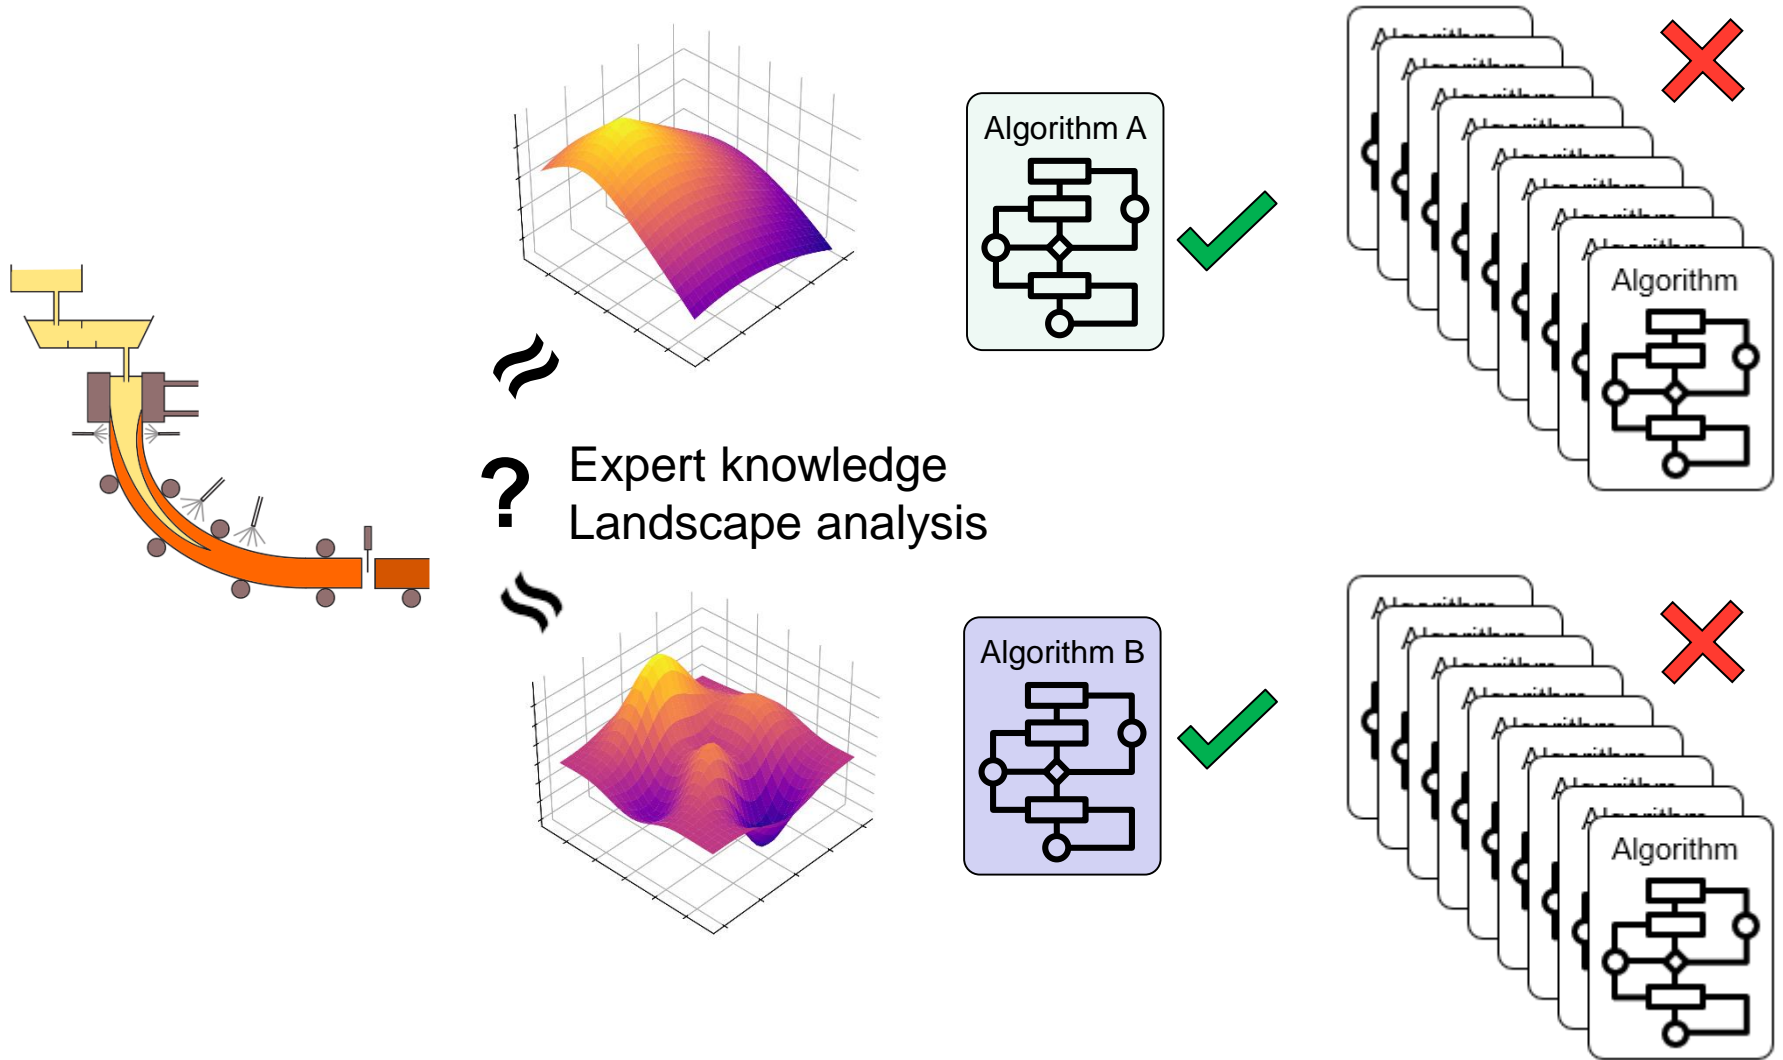 Algorithm A
Algorithm
?
Expert knowledge
Landscape analysis
Algorithm B
Algorithm